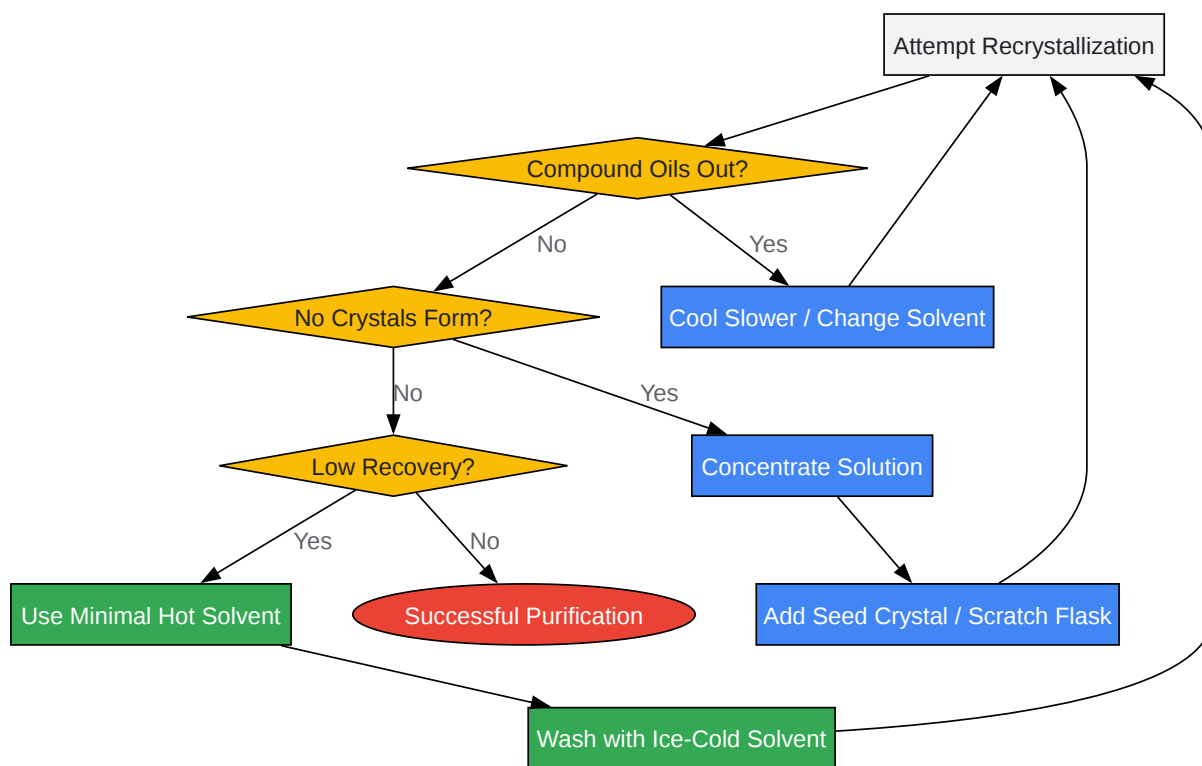 Attempt Recrystallization
Compound Oils Out?
No
Yes
No Crystals Form?
Cool Slower / Change Solvent
No
Yes
Low Recovery?
Concentrate Solution
Yes
No
Use Minimal Hot Solvent
Successful Purification
Add Seed Crystal / Scratch Flask
Wash with Ice-Cold Solvent